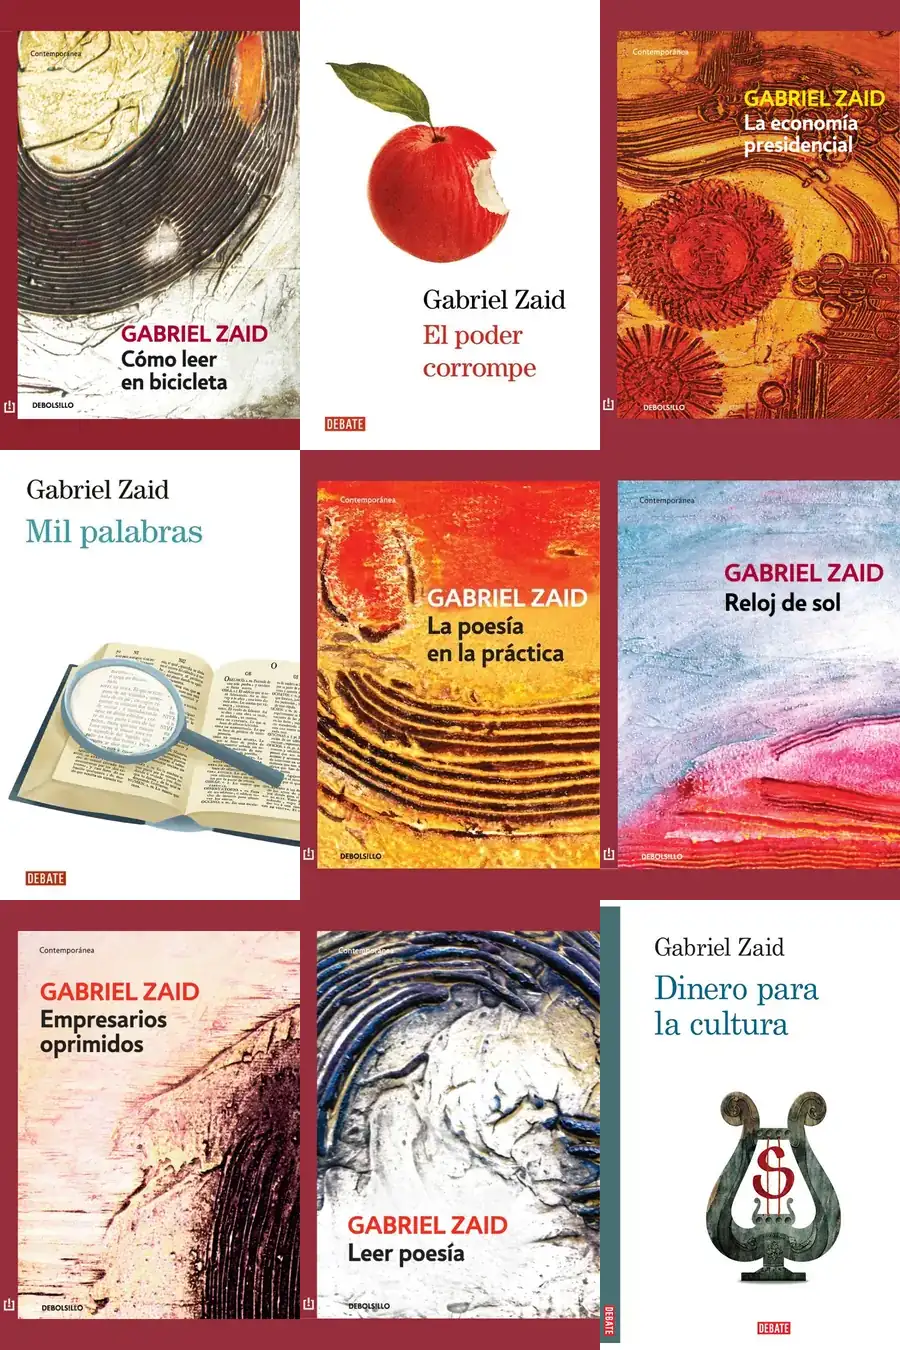 Contemporánea
GABRIEL ZAID
Cómo leer
en bicicleta
DEBOLSILLO
Gabriel Zaid
El poder
corrompe
DEBATE
Contemporánea
GABRIEL ZAID
La economía
presidencial
DEBOLSILLO
Gabriel Zaid
Mil palabras
DEBATE
Contemporánea
GABRIEL ZAID
La poesía
en la práctica
DEBOLSILLO
Contemporánea
GABRIEL ZAID
Reloj de sol
DEBOLSILLO
Contemporánea
GABRIEL ZAID
Empresarios
oprimidos
DEBOLSILLO
Contemporánea
GABRIEL ZAID
Leer poesía
DEBOLSILLO
Gabriel Zaid
Dinero para
la cultura
S
DEBATE
DEBATE